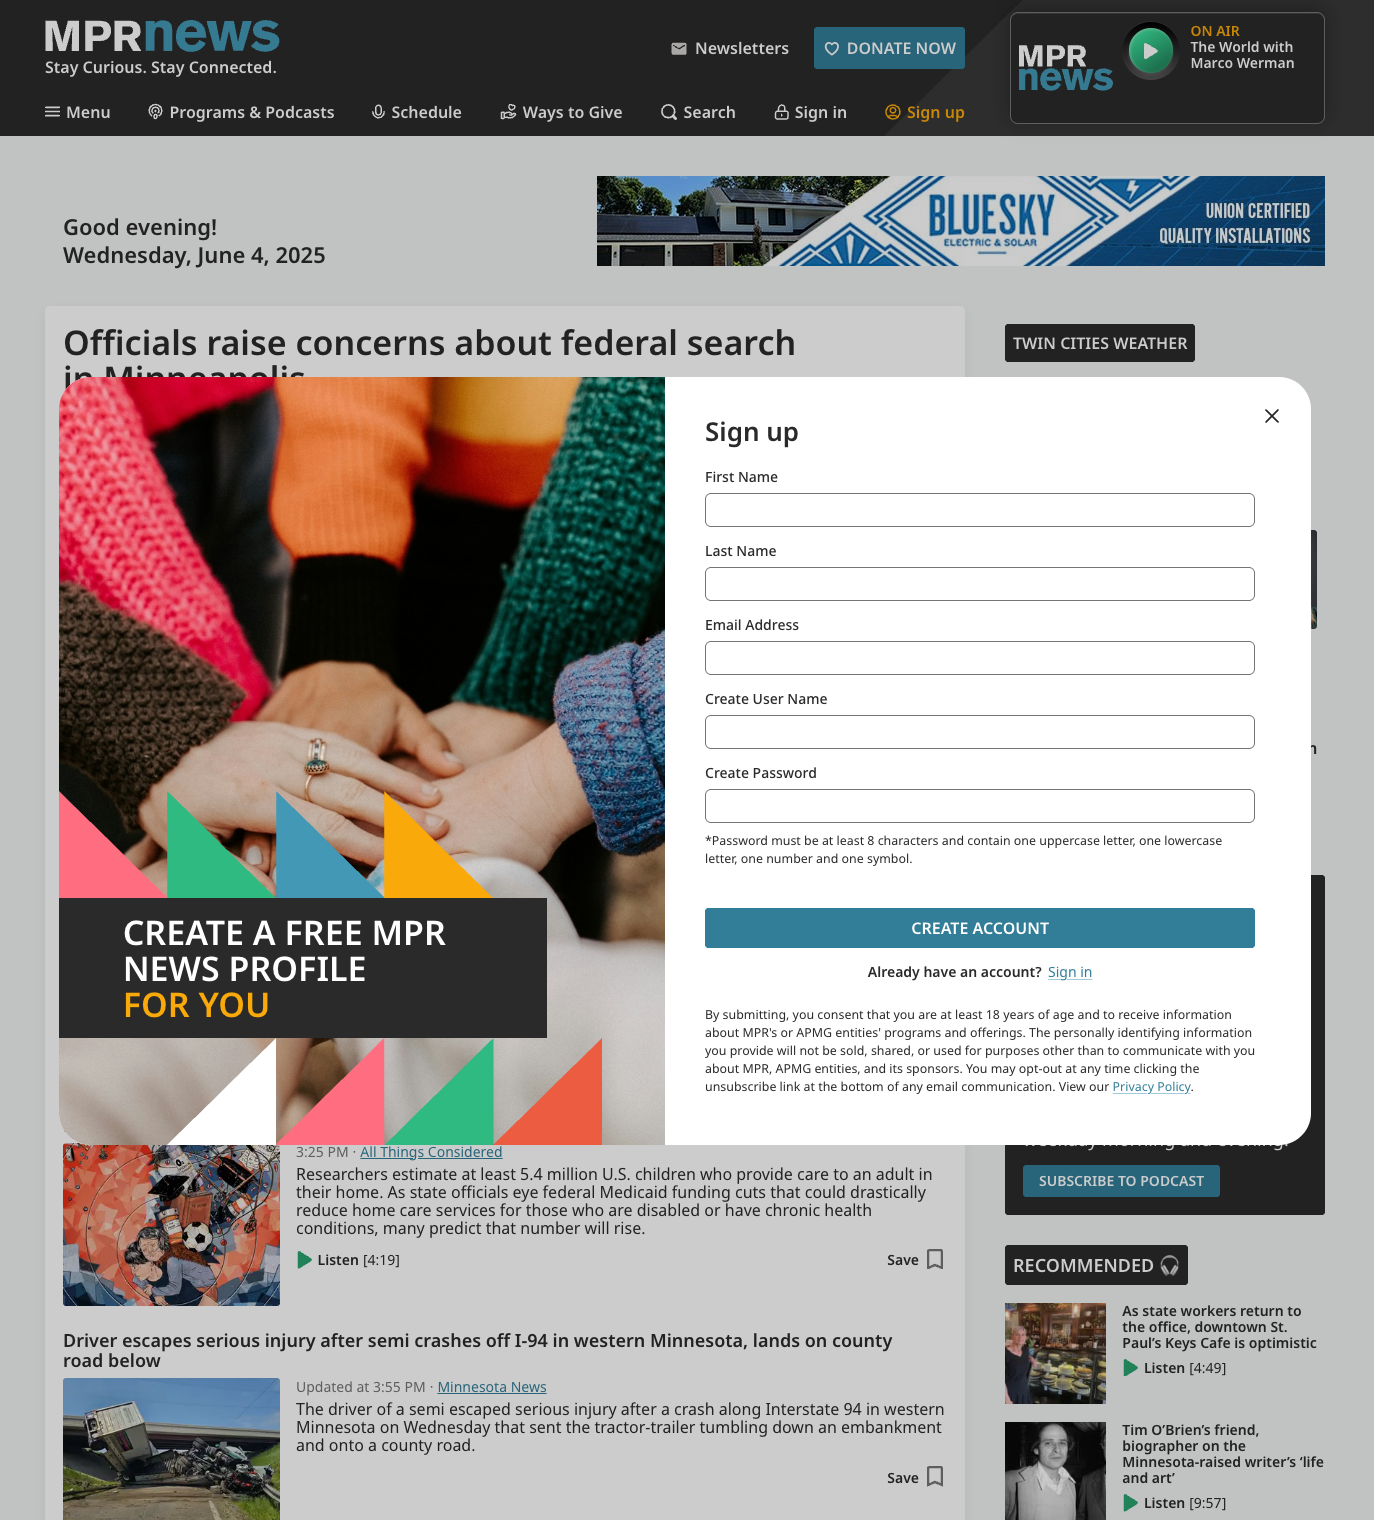 MPRnews
Stay Curious. Stay Connected.
Newsletters
DONATE NOW
MPR
news
ON AIR
The World with
Marco Werman
Menu
Programs & Podcasts
Schedule
Ways to Give
Search
Sign in
Sign up
Good evening!
Wednesday, June 4, 2025
BLUESKY
ELECTRIC & SOLAR
UNION CERTIFIED
QUALITY INSTALLATIONS
Officials raise concerns about federal search
in Minneapolis
TWIN CITIES WEATHER
CREATE A FREE MPR
NEWS PROFILE
FOR YOU
Sign up
First Name
Last Name
Email Address
Create User Name
Create Password
*Password must be at least 8 characters and contain one uppercase letter, one lowercase
letter, one number and one symbol.
CREATE ACCOUNT
Already have an account? Sign in
By submitting, you consent that you are at least 18 years of age and to receive information
about MPR's or APMG entities' programs and offerings. The personally identifying information
you provide will not be sold, shared, or used for purposes other than to communicate with you
about MPR, APMG entities, and its sponsors. You may opt-out at any time clicking the
unsubscribe link at the bottom of any email communication. View our Privacy Policy.
3:25 PM · All Things Considered
Researchers estimate at least 5.4 million U.S. children who provide care to an adult in
their home. As state officials eye federal Medicaid funding cuts that could drastically
reduce home care services for those who are disabled or have chronic health
conditions, many predict that number will rise.
Listen [4:19]
Save
Driver escapes serious injury after semi crashes off I-94 in western Minnesota, lands on county
road below
Updated at 3:55 PM · Minnesota News
The driver of a semi escaped serious injury after a crash along Interstate 94 in western
Minnesota on Wednesday that sent the tractor-trailer tumbling down an embankment
and onto a county road.
Save
SUBSCRIBE TO PODCAST
RECOMMENDED
As state workers return to
the office, downtown St.
Paul's Keys Cafe is optimistic
Listen [4:49]
Tim O'Brien's friend,
biographer on the
Minnesota-raised writer's 'life
and art'
Listen [9:57]